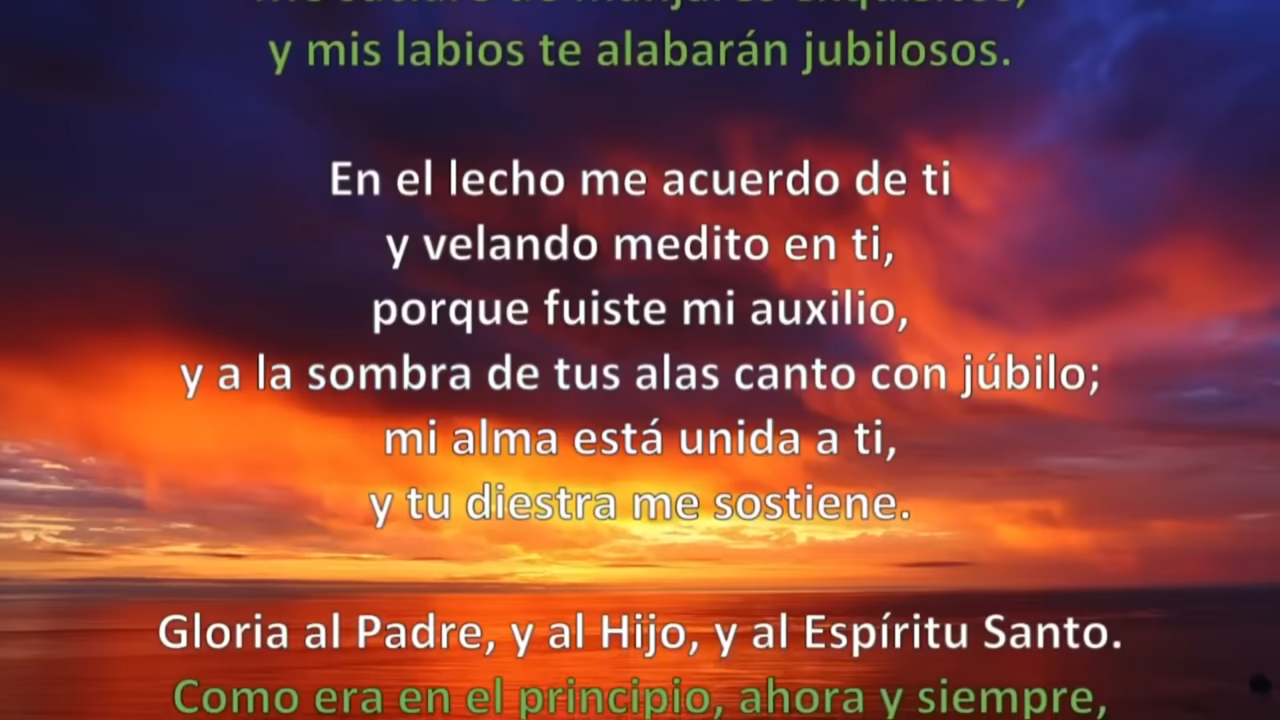 y mis labios te alabarán jubilosos.
En el lecho me acuerdo de ti
y velando medito en ti,
porque fuiste mi auxilio,
y a la sombra de tus alas canto con júbilo;
mi alma está unida a ti,
y tu diestra me sostiene.
Gloria al Padre, y al Hijo, y al Espíritu Santo.
Como era en el principio, ahora y siempre,